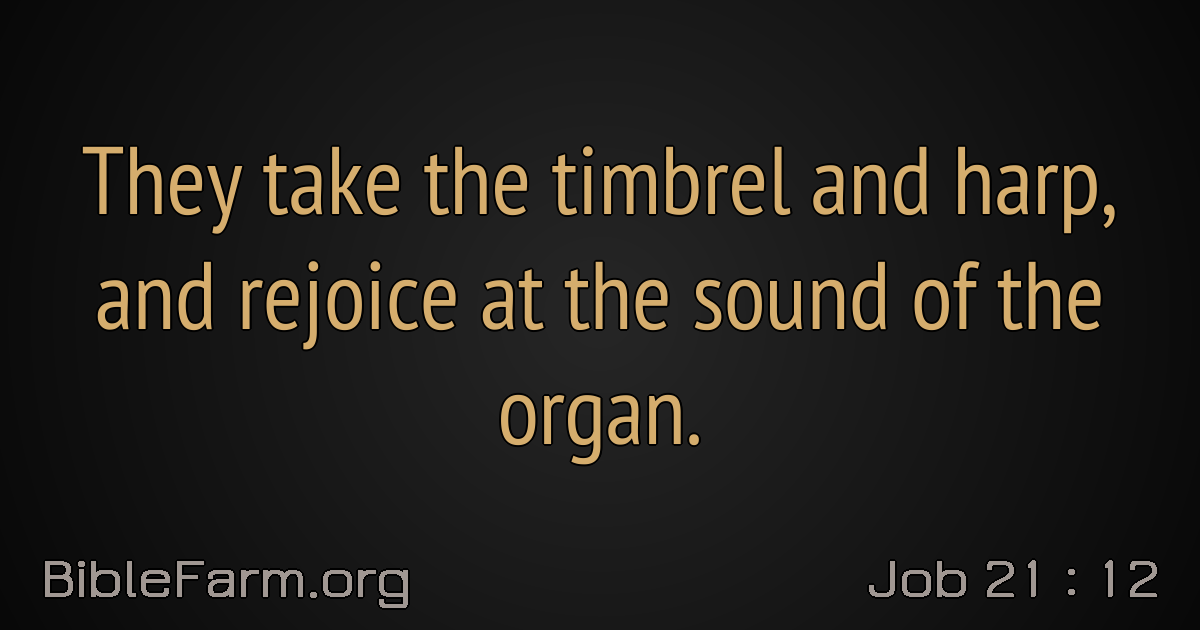 They take the timbrel and harp,
and rejoice at the sound of the
organ.
BibleFarm.org
Job 21 : 12